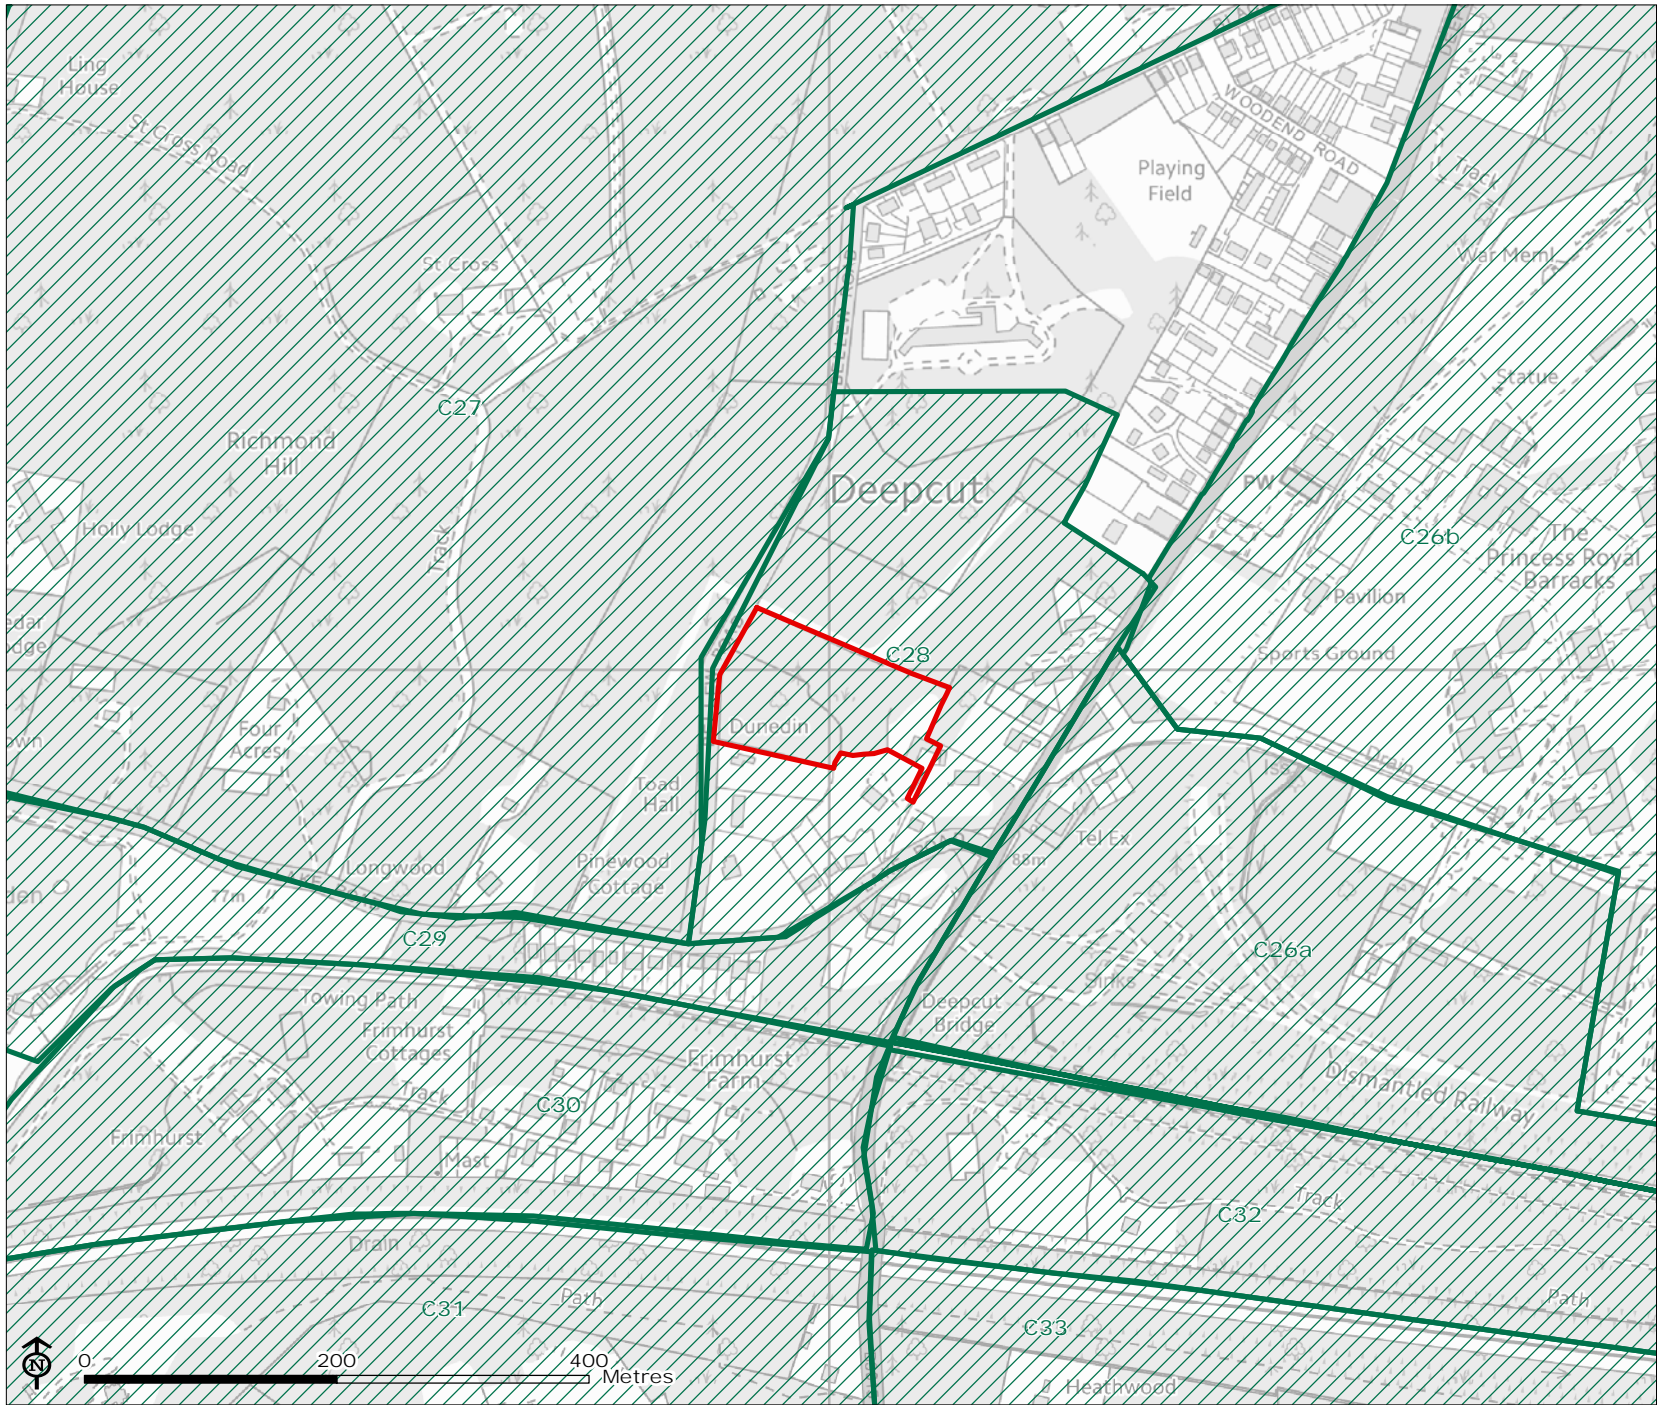 Ling
House
St Cross Road
WOODEND ROAD
Playing
Field
Track
War Meml
St Cross
C27
Richmond
Hill
Statue
Deepcut
PW
Holly Lodge
Track
C26b
The
Princess Royal
Barracks
Pavilion
C28
Sports Ground
Dunedin
Four
Acres
Drain
Toad
Hall
Tel Ex
88m
Longwood
Pinewood
Cottage
77m
C29
C26a
Sinks
Towing Path
Deepcut
Bridge
Frimhurst
Cottages
Frimhurst
Farm
Dismantled Railway
Track
C30
Frimhurst
Mast
Track
C32
Drain
Path
Path
C31
C33
N
0 200 400
Metres
Heathwood